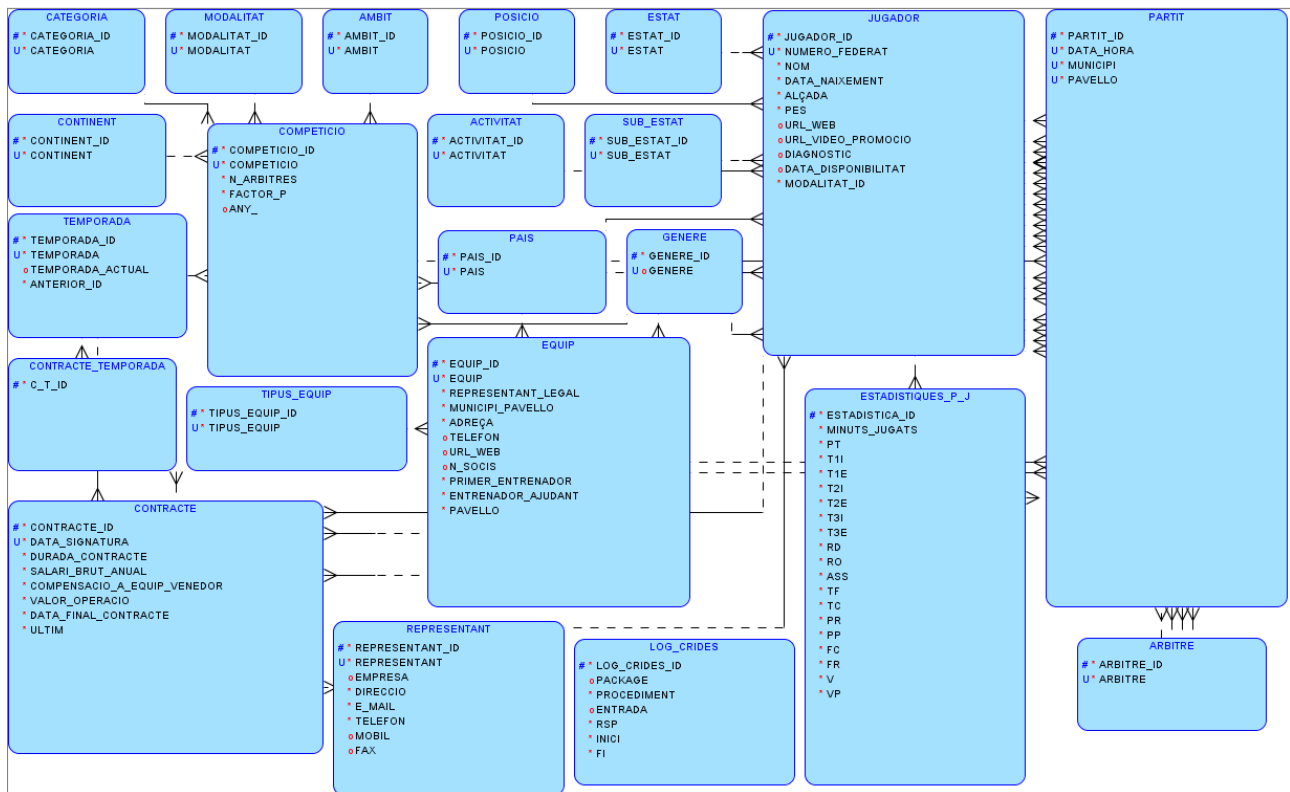 CATEGORIA
# * CATEGORIA_ID
U * CATEGORIA
MODALITAT
# * MODALITAT_ID
U * MODALITAT
AMBIT
# * AMBIT_ID
U * AMBIT
POSICIO
# * POSICIO_ID
U * POSICIO
ESTAT
# * ESTAT_ID
U * ESTAT
JUGADOR
# * JUGADOR_ID
U * NUMERO_FEDERAT
* NOM
* DATA_NAIXEMENT
* ALÇADA
* PES
o URL_WEB
o URL_VIDEO_PROMOCIO
o DIAGNOSTIC
o DATA_DISPONIBILITAT
* MODALITAT_ID
PARTIT
# * PARTIT_ID
U * DATA_HORA
U * MUNICIPI
U * PAVELLO
CONTINENT
# * CONTINENT_ID
U * CONTINENT
COMPETICIO
# * COMPETICIO_ID
U * COMPETICIO
* N_ARBITRES
* FACTOR_P
o ANY_
ACTIVITAT
# * ACTIVITAT_ID
U * ACTIVITAT
SUB_ESTAT
# * SUB_ESTAT_ID
U * SUB_ESTAT
TEMPORADA
# * TEMPORADA_ID
U * TEMPORADA
o TEMPORADA_ACTUAL
* ANTERIOR_ID
PAIS
# * PAIS_ID
U * PAIS
GENERE
# * GENERE_ID
U o GENERE
CONTRACTE_TEMPORADA
# * C_T_ID
TIPUS_EQUIP
# * TIPUS_EQUIP_ID
U * TIPUS_EQUIP
EQUIP
# * EQUIP_ID
U * EQUIP
* REPRESENTANT_LEGAL
* MUNICIPI_PAVELLO
* ADREÇA
o TELEFON
o URL_WEB
o N_SOCIS
* PRIMER_ENTRENADOR
* ENTRENADOR_AJUDANT
* PAVELLO
ESTADISTIQUES_P_J
# * ESTADISTICA_ID
* MINUTS_JUGATS
* PT
* T1I
* T1E
* T2I
* T2E
* T3I
* T3E
* RD
* RO
* ASS
* TF
* TC
* PR
* PP
* FC
* FR
* V
* VP
CONTRACTE
# * CONTRACTE_ID
U * DATA_SIGNATURA
* DURADA_CONTRACTE
* SALARI_BRUT_ANUAL
* COMPENSACIO_A_EQUIP_VENEDOR
* VALOR_OPERACIO
* DATA_FINAL_CONTRACTE
* ULTIM
REPRESENTANT
# * REPRESENTANT_ID
U * REPRESENTANT
o EMPRESA
* DIRECCIO
* E_MAIL
* TELEFON
o MOBIL
o FAX
LOG_CRIDES
# * LOG_CRIDES_ID
o PACKAGE
* PROCEDIMENT
o ENTRADA
* RSP
* INICI
* FI
ARBITRE
# * ARBITRE_ID
U * ARBITRE